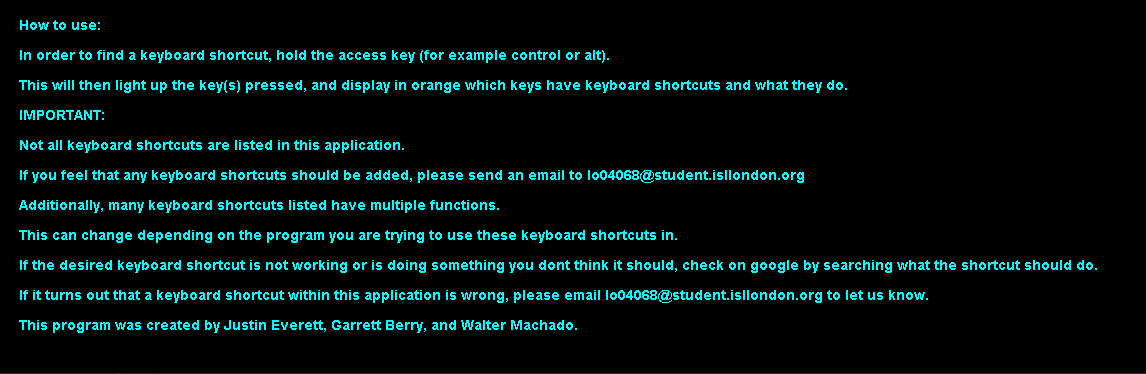 How to use:
In order to find a keyboard shortcut, hold the access key (for example control or alt).
This will then light up the key(s) pressed, and display in orange which keys have keyboard shortcuts and what they do.
IMPORTANT:
Not all keyboard shortcuts are listed in this application.
If you feel that any keyboard shortcuts should be added, please send an email to lo04068@student.isllondon.org
Additionally, many keyboard shortcuts listed have multiple functions.
This can change depending on the program you are trying to use these keyboard shortcuts in.
If the desired keyboard shortcut is not working or is doing something you dont think it should, check on google by searching what the shortcut should do.
If it turns out that a keyboard shortcut within this application is wrong, please email lo04068@student.isllondon.org to let us know.
This program was created by Justin Everett, Garrett Berry, and Walter Machado.